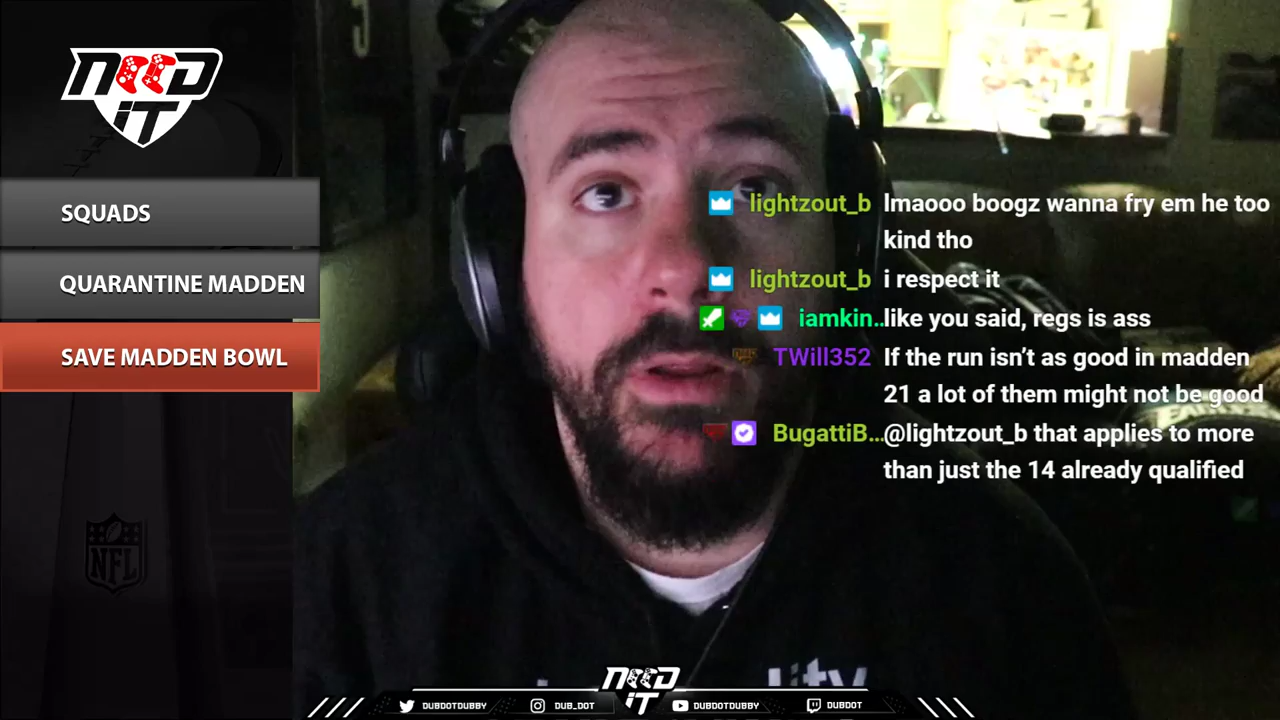 NEED
IT
SQUADS
QUARANTINE MADDEN
SAVE MADDEN BOWL
NFL
lightzout_b lmaooo boogz wanna fry em he too
kind tho
lightzout_b i respect it
iamkin.. like you said, regs is ass
TWill352 If the run isn’t as good in madden
21 a lot of them might not be good
BugattiB... @lightzout_b that applies to more
than just the 14 already qualified
NEED
IT
DUBDOTDUBBY DUB_DOT DUBDOTDUBBY DUBDOT